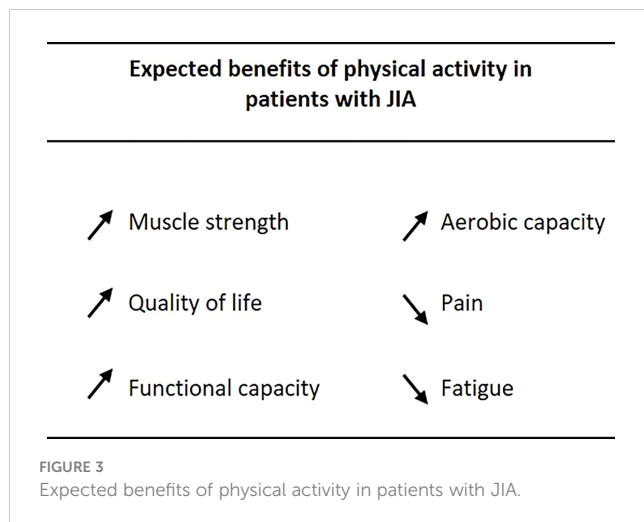 Expected benefits of physical activity in
patients with JIA
Muscle strength
Aerobic capacity
Quality of life
Pain
Functional capacity
Fatigue
FIGURE 3
Expected benefits of physical activity in patients with JIA.